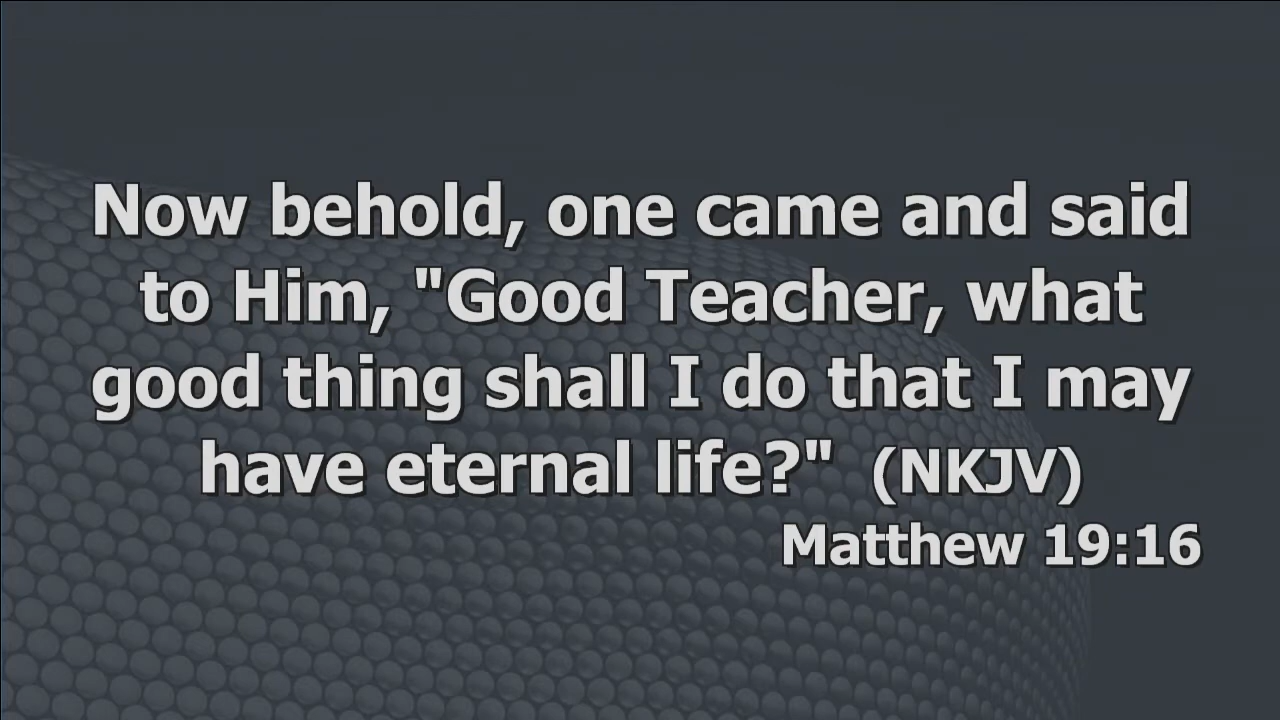 Now behold, one came and said
to Him, "Good Teacher, what
good thing shall I do that I may
have eternal life?" (NKJV)
Matthew 19:16